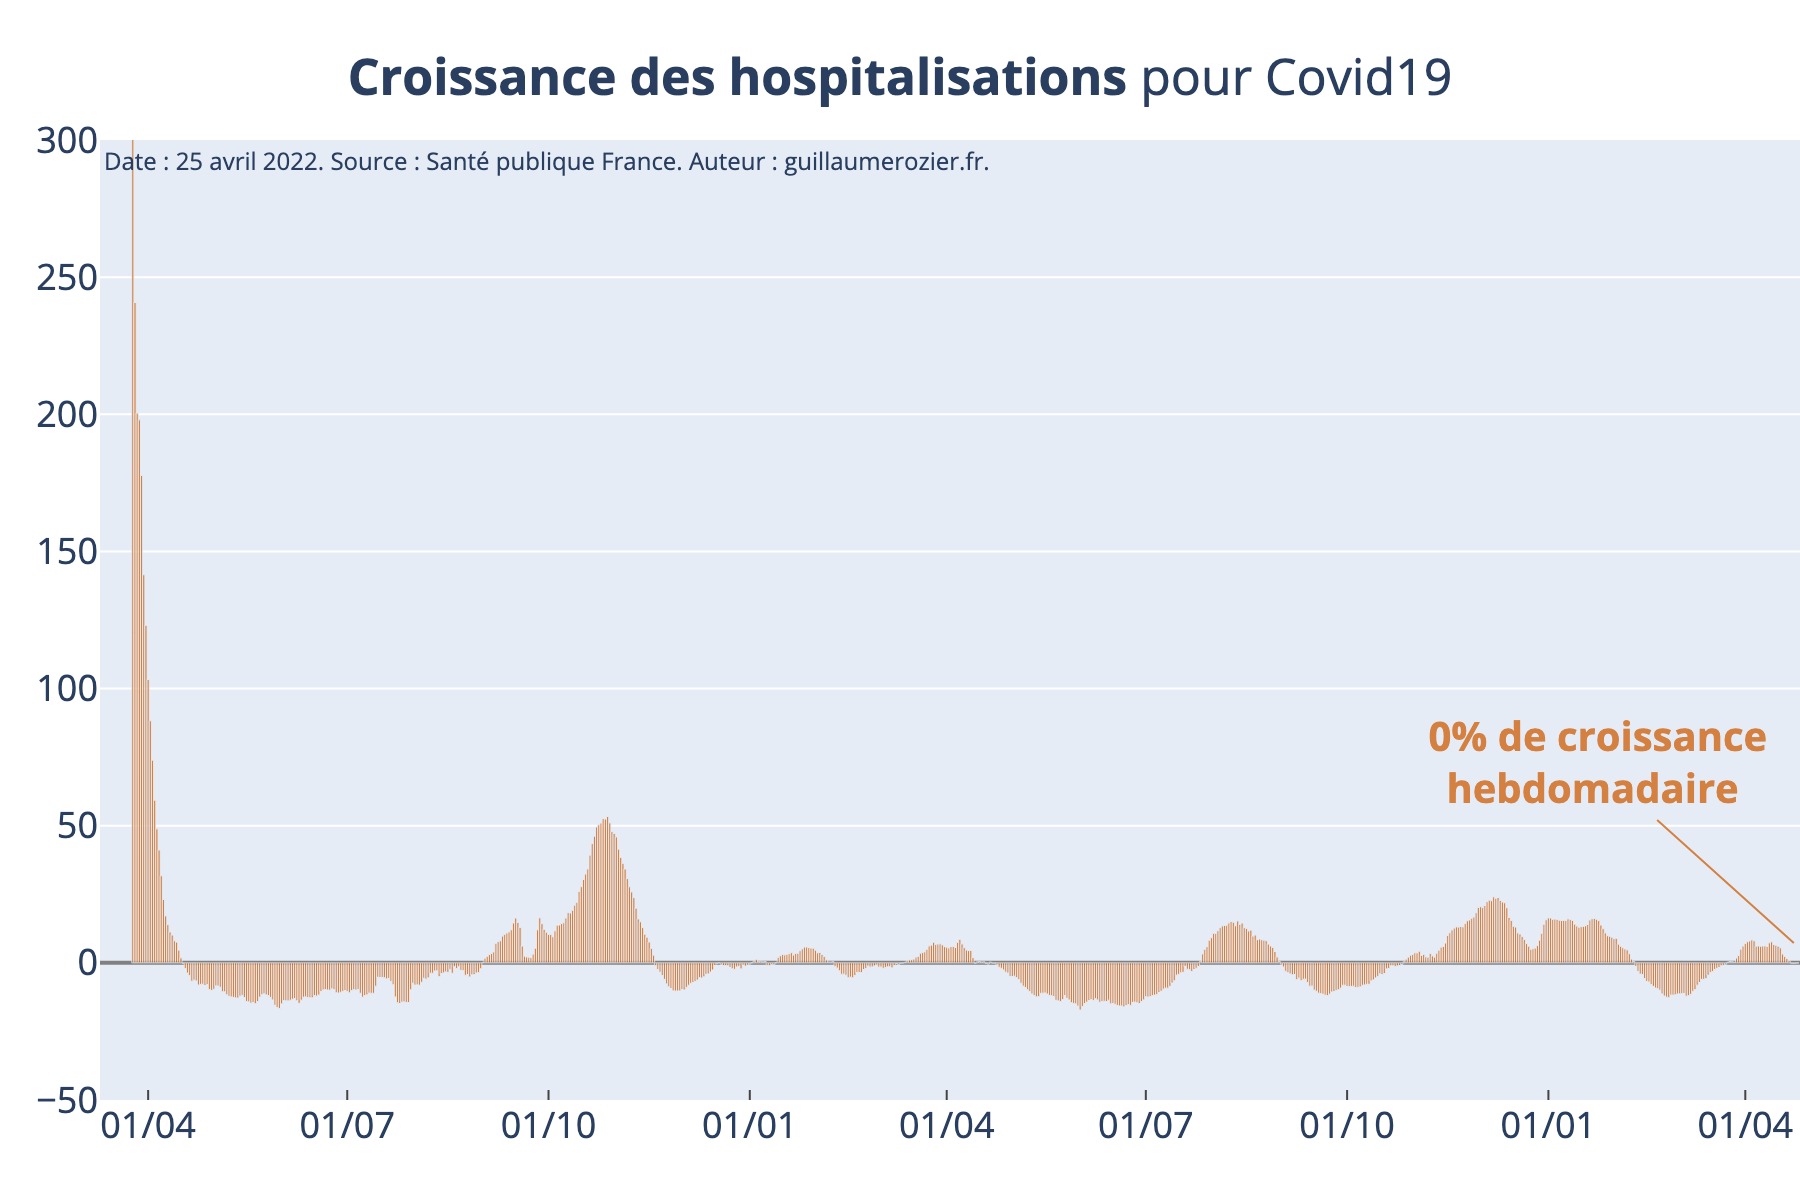 Croissance des hospitalisations pour Covid19
300
Date : 25 avril 2022. Source : Santé publique France. Auteur : guillaumerozier.fr.
250
200
150
100
0% de croissance
hebdomadaire
50
0
−50
01/04 01/07 01/10 01/01 01/04 01/07 01/10 01/01 01/04